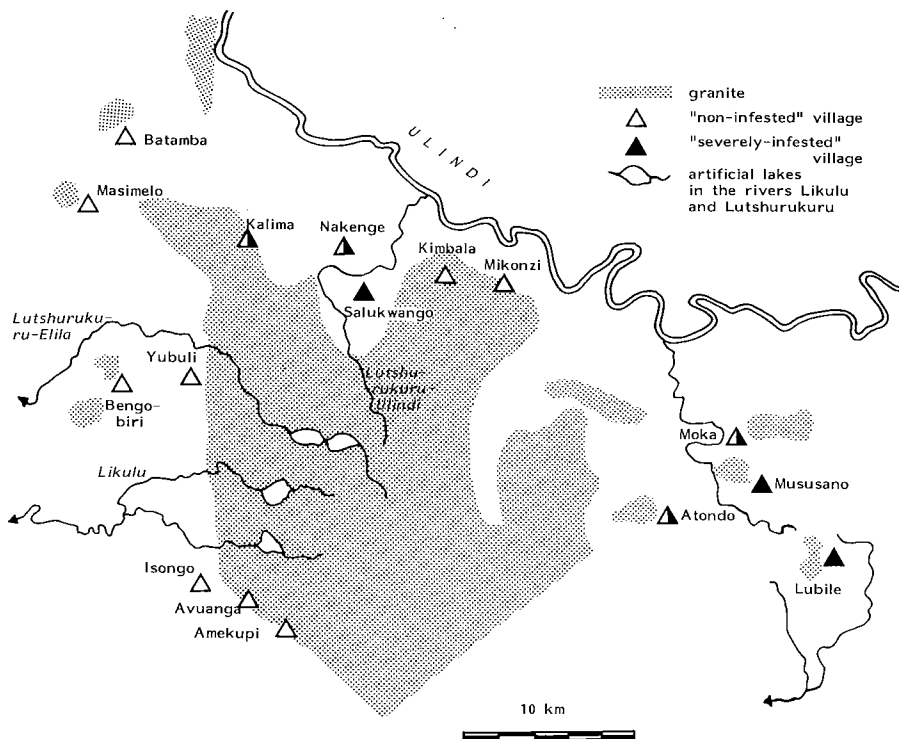 ULINDI
granite
"non-infested" village
"severely-infested"
village
artificial lakes
in the rivers Likulu
and Lutshurukuru
Batamba
Masimelo
Kalima
Nakenge
Kimbala
Mikonzi
Salukwango
Lutshuruku-
ru-Elila
Yubuli
Lutshu-
rukuru-
Ulindi
Bengo-
biri
Moka
Mususano
Likulu
Atondo
Isongo
Lubile
Avuanga
Amekupi
10 km